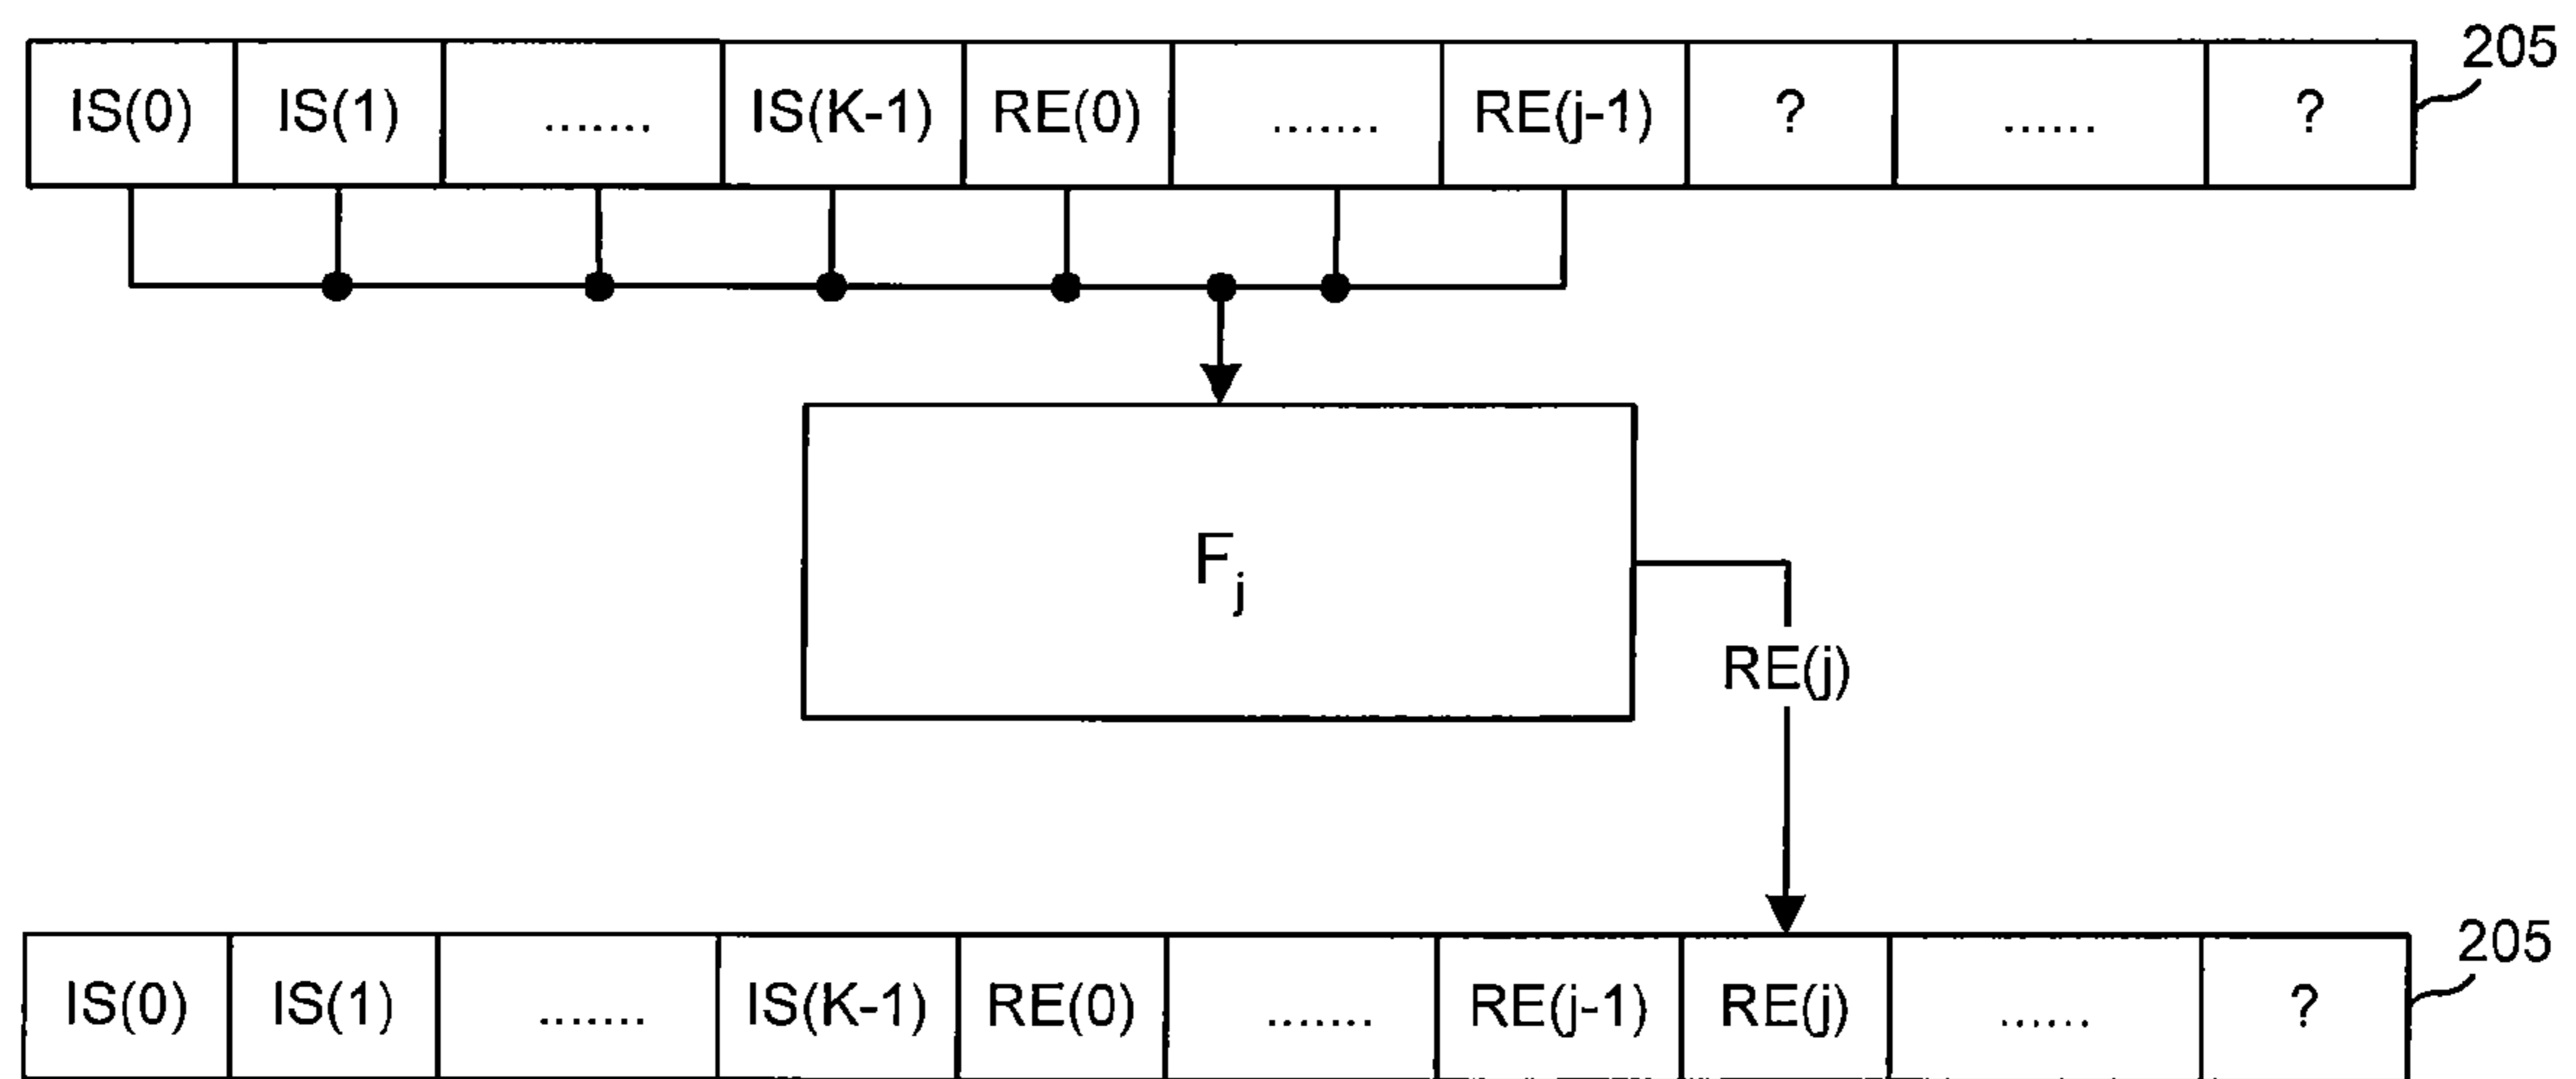 205
IS(0) IS(1) ....... IS(K-1) RE(0) ....... RE(j-1) ? ...... ?
Fj
RE(j)
205
IS(0) IS(1) ....... IS(K-1) RE(0) ....... RE(j-1) RE(j) ...... ?